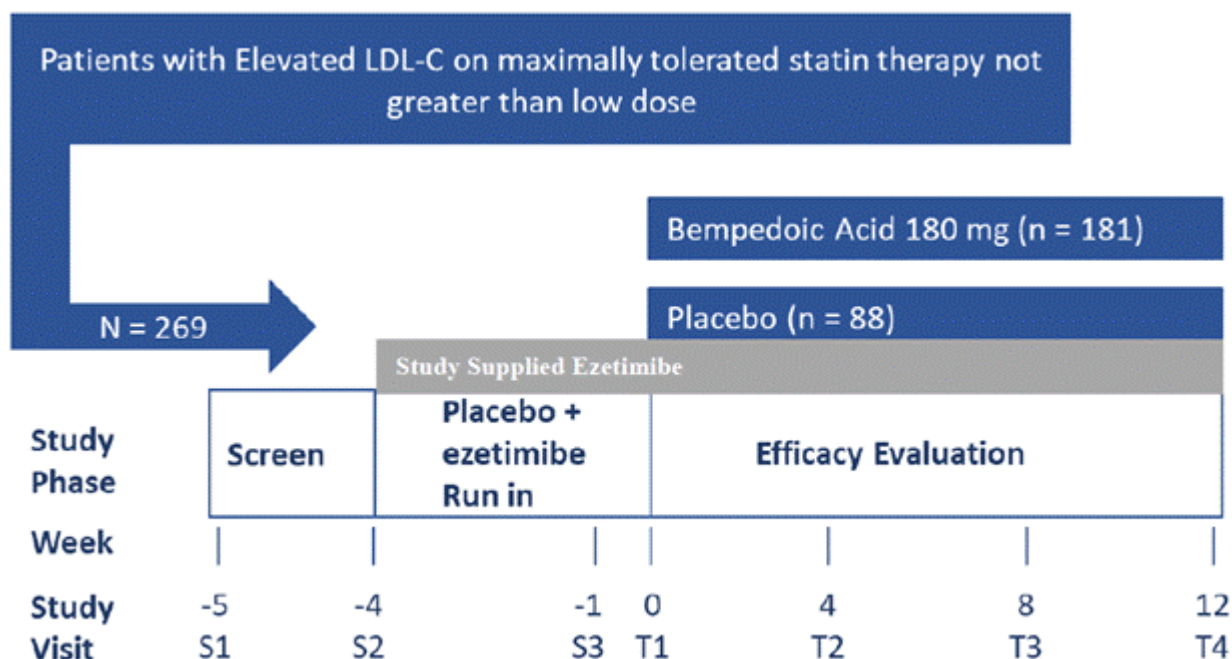 Patients with Elevated LDL-C on maximally tolerated statin therapy not
greater than low dose
Bempedoic Acid 180 mg (n = 181)
N = 269
Placebo (n = 88)
Study Supplied Ezetimibe
Study
Phase
Screen
Placebo +
ezetimibe
Run in
Efficacy Evaluation
Week
Study -5 -4 -1 0 4 8 12
Visit S1 S2 S3 T1 T2 T3 T4